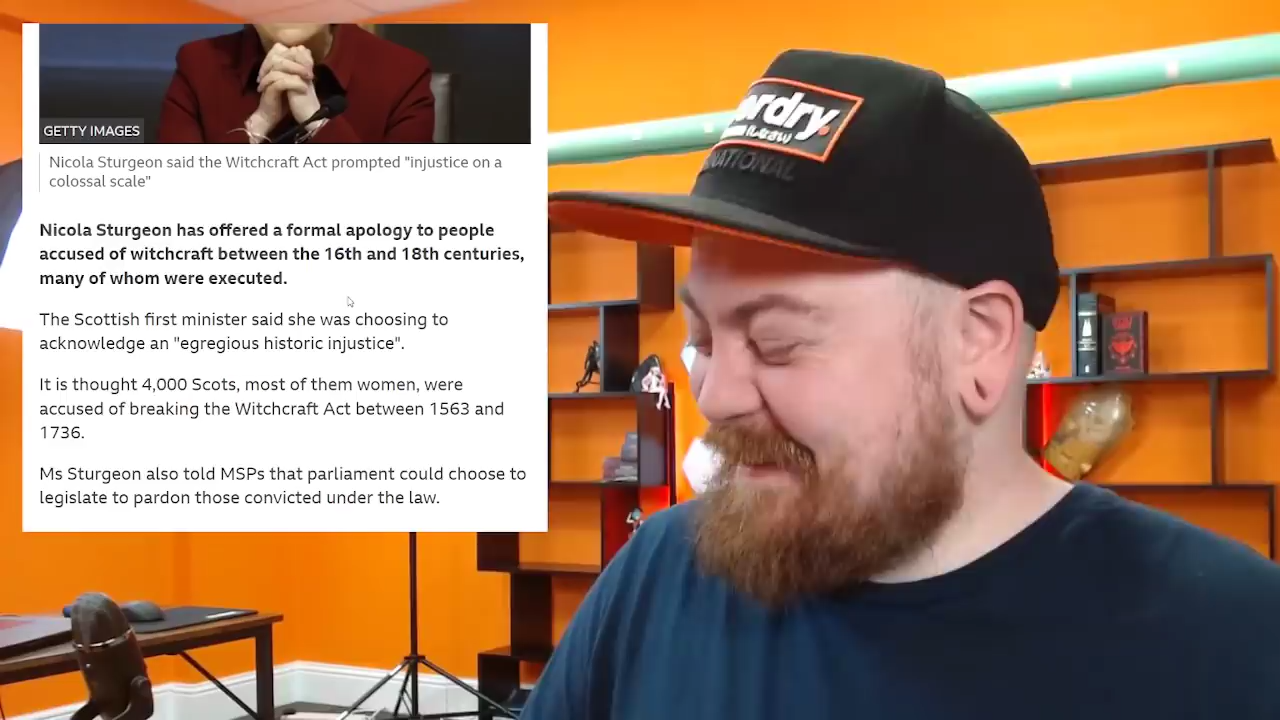 GETTY IMAGES
Nicola Sturgeon said the Witchcraft Act prompted "injustice on a
colossal scale"
Nicola Sturgeon has offered a formal apology to people
accused of witchcraft between the 16th and 18th centuries,
many of whom were executed.
The Scottish first minister said she was choosing to
acknowledge an "egregious historic injustice".
It is thought 4,000 Scots, most of them women, were
accused of breaking the Witchcraft Act between 1563 and
1736.
Ms Sturgeon also told MSPs that parliament could choose to
legislate to pardon those convicted under the law.